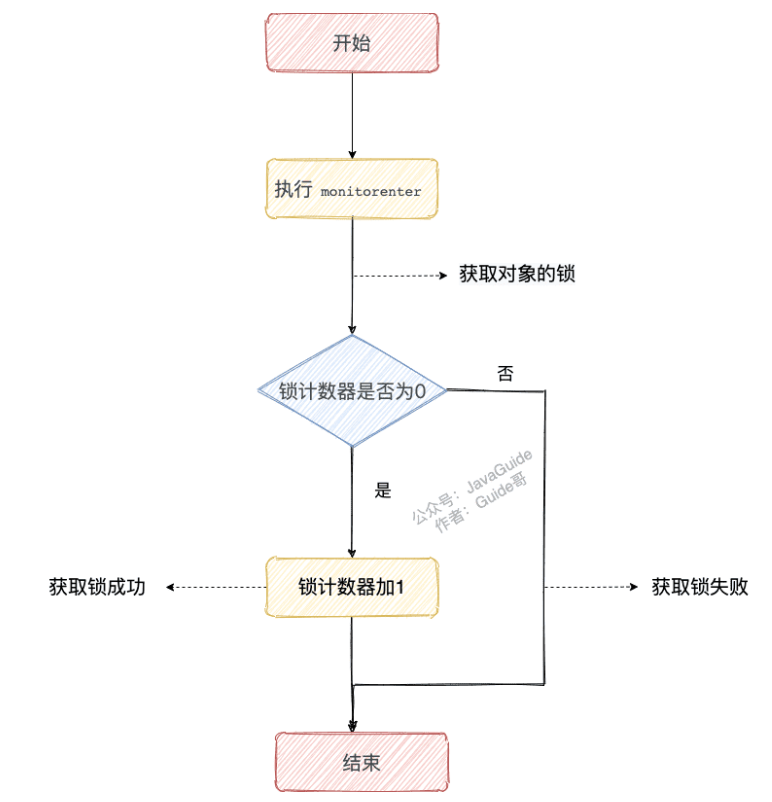 开始
执行 monitorenter
获取对象的锁
锁计数器是否为0
否
是
公众号：JavaGuide
作者：Guide哥
获取锁成功
锁计数器加1
获取锁失败
结束